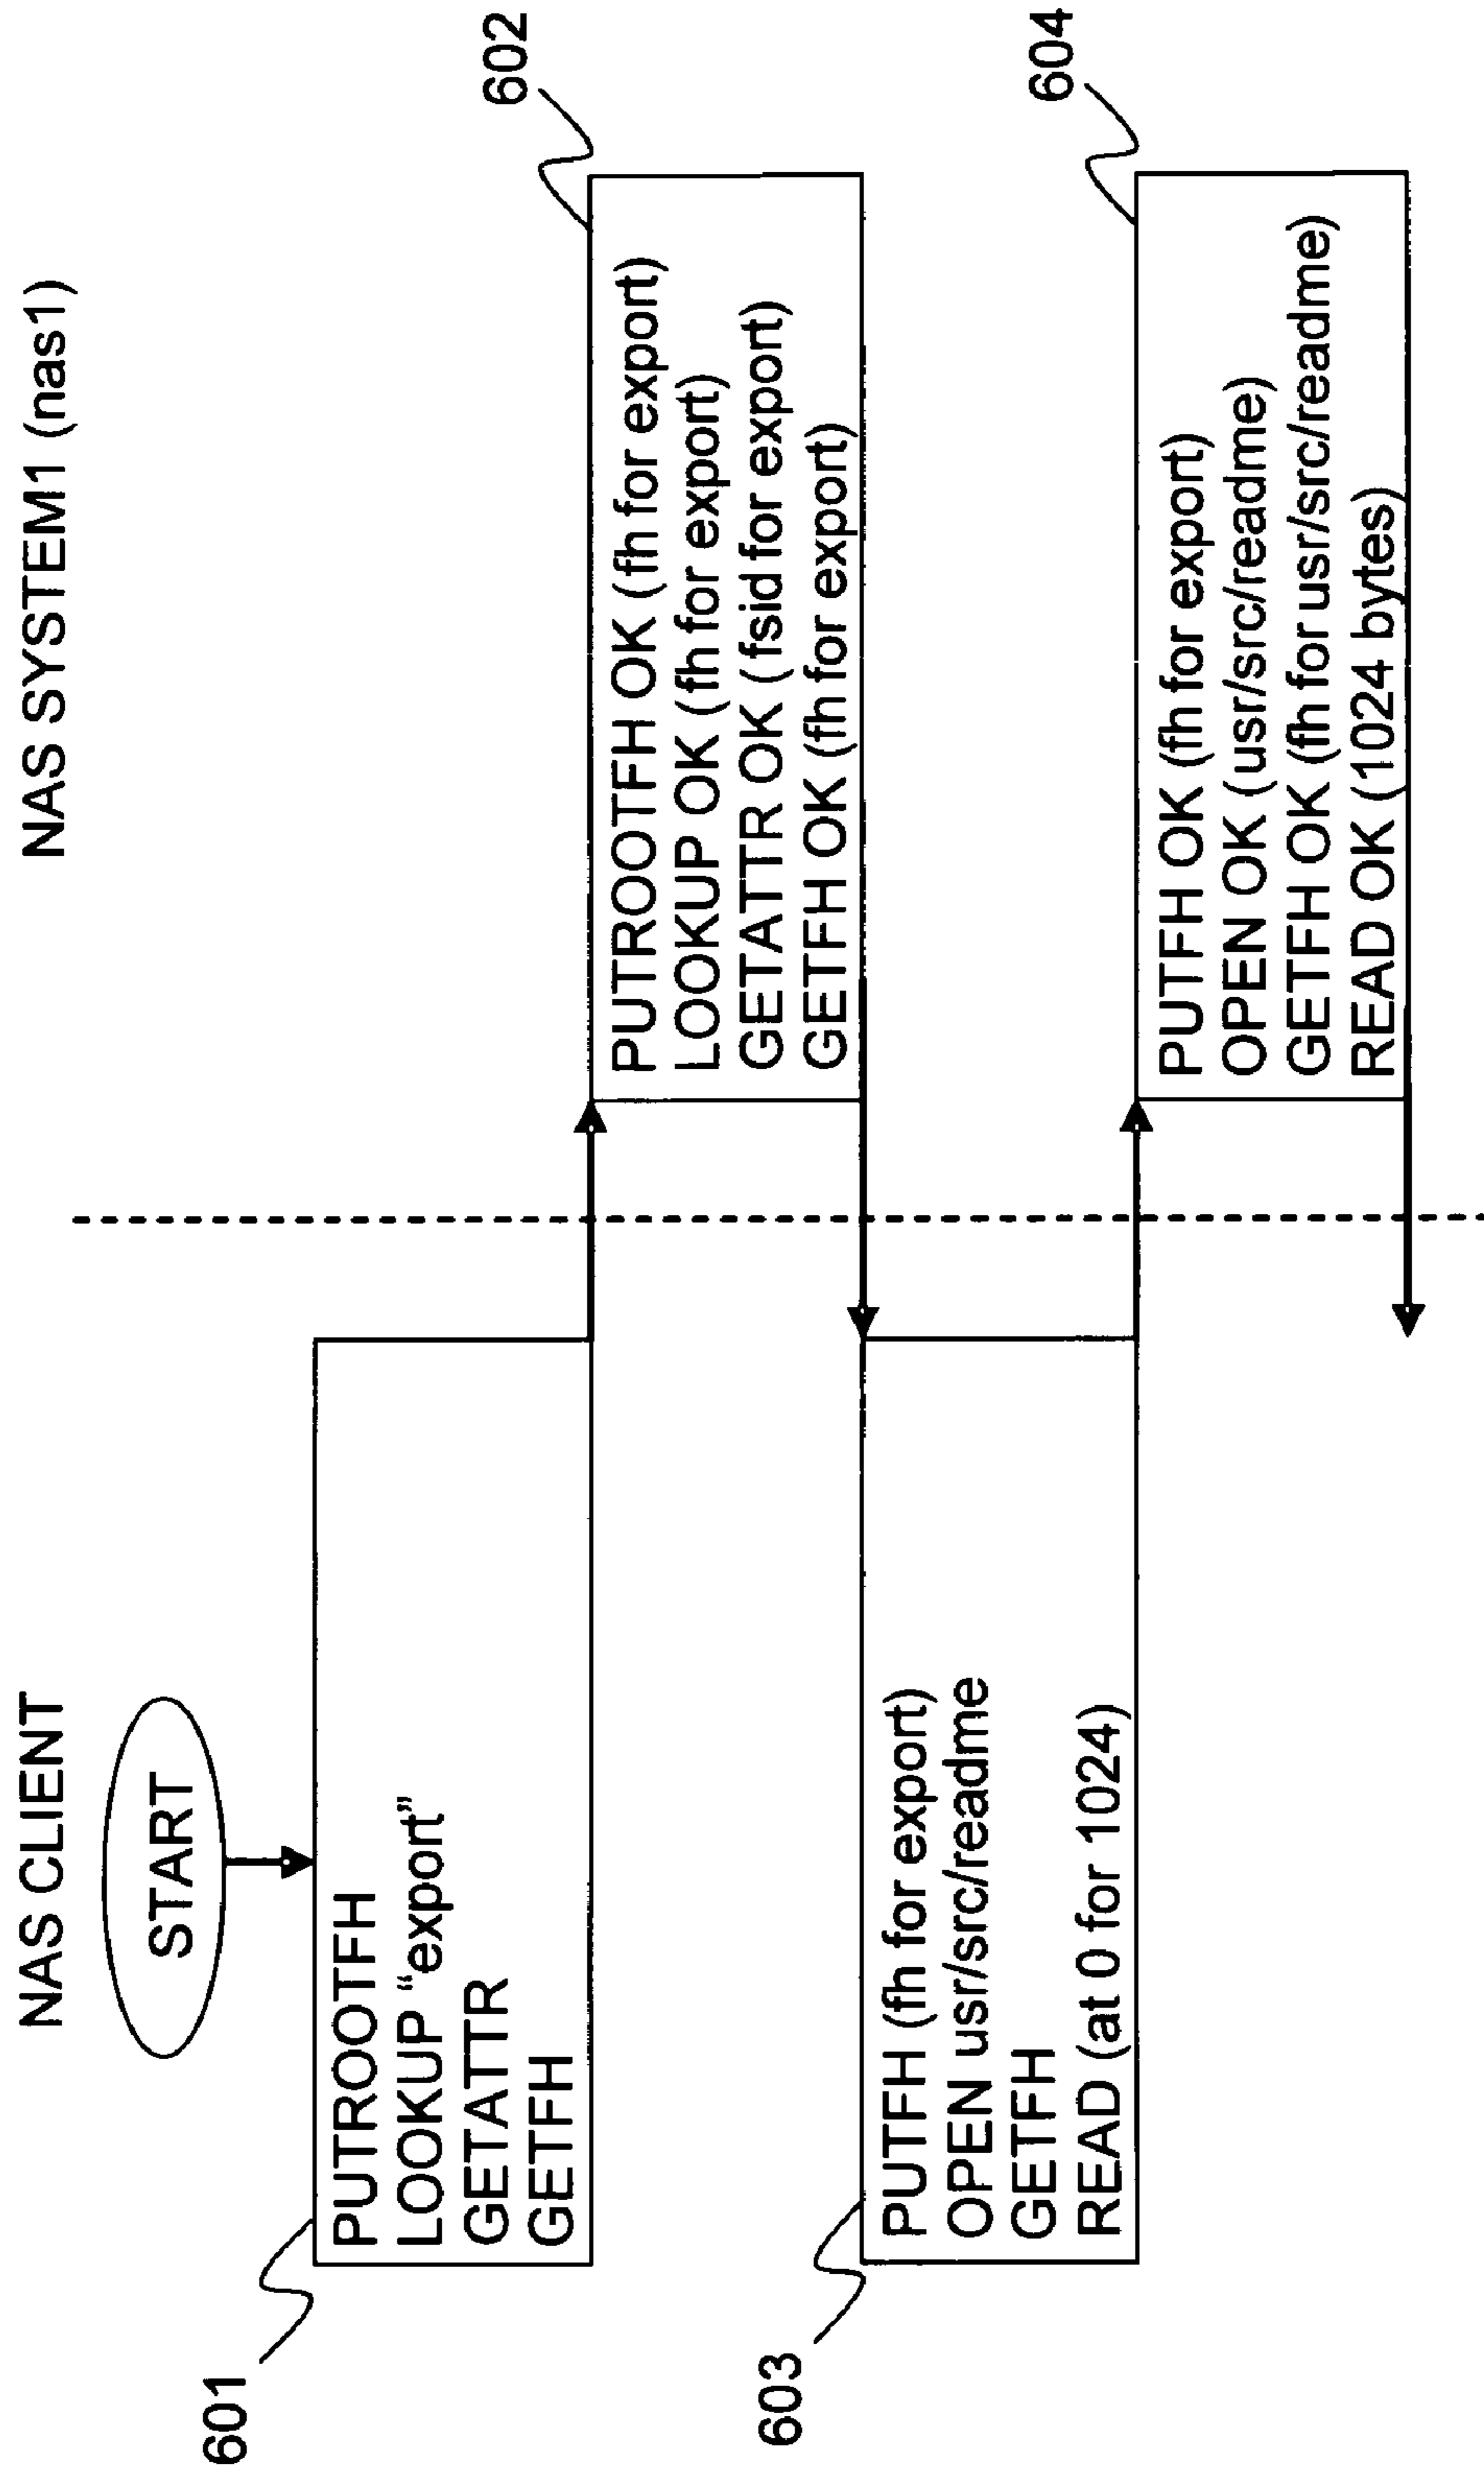 NAS CLIENT
NAS SYSTEM1 (nas1)
START
601
PUTROOTFH
LOOKUP “export”
GETATTR
GETFH
602
PUTROOTFH OK (fh for export)
LOOKUP OK (fh for export)
GETATTR OK (fsid for export)
GETFH OK (fh for export)
603
PUTFH (fh for export)
OPEN usr/src/readme
GETFH
READ (at 0 for 1024)
604
PUTFH OK (fh for export)
OPEN OK (usr/src/readme)
GETFH OK (fh for usr/src/readme)
READ OK (1024 bytes)